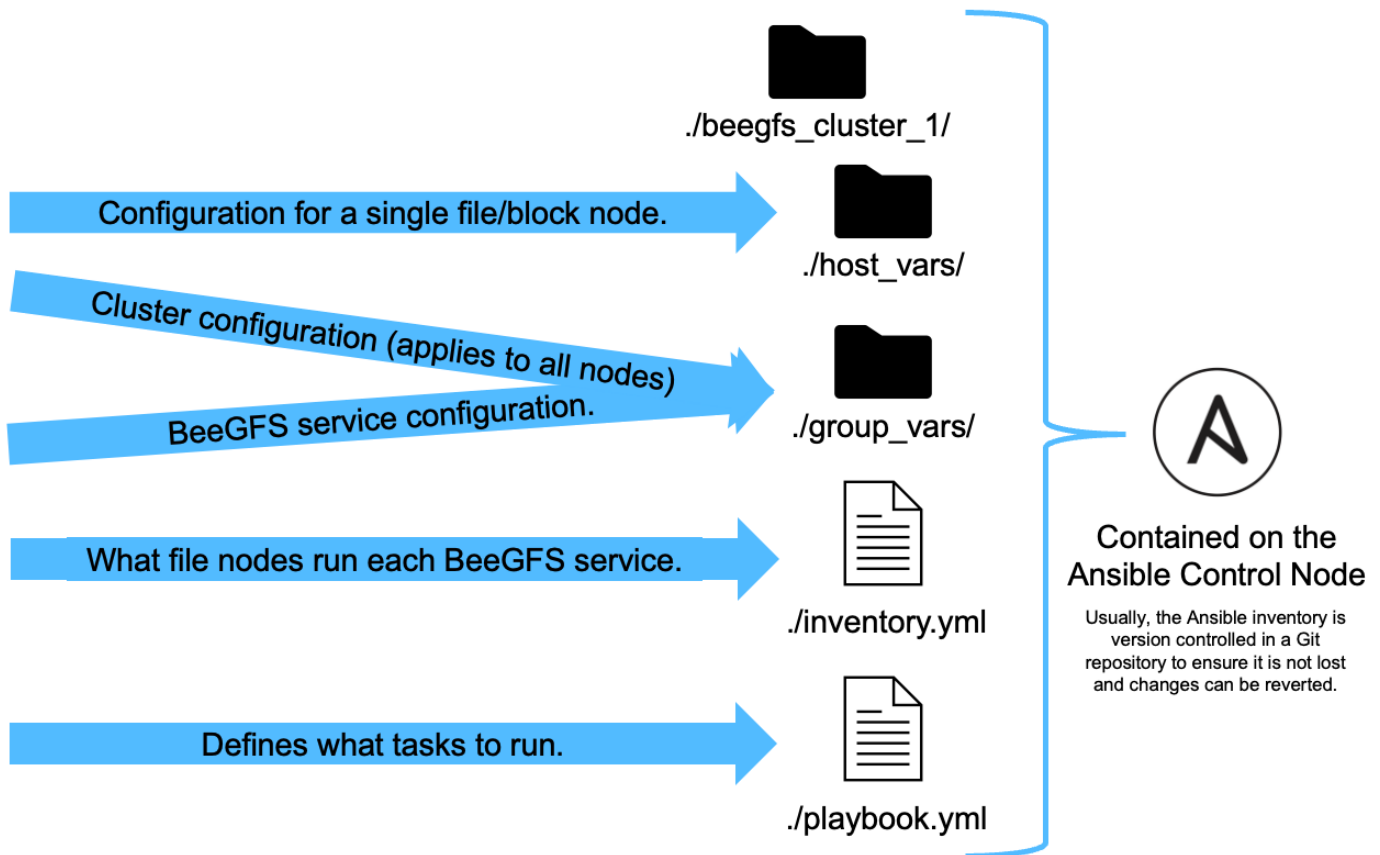 ./beegfs_cluster_1/
Configuration for a single file/block node.
./host_vars/
Cluster configuration (applies to all nodes)
BeeGFS service configuration.
./group_vars/
What file nodes run each BeeGFS service.
./inventory.yml
Defines what tasks to run.
./playbook.yml
Contained on the
Ansible Control Node
Usually, the Ansible inventory is
version controlled in a Git
repository to ensure it is not lost
and changes can be reverted.